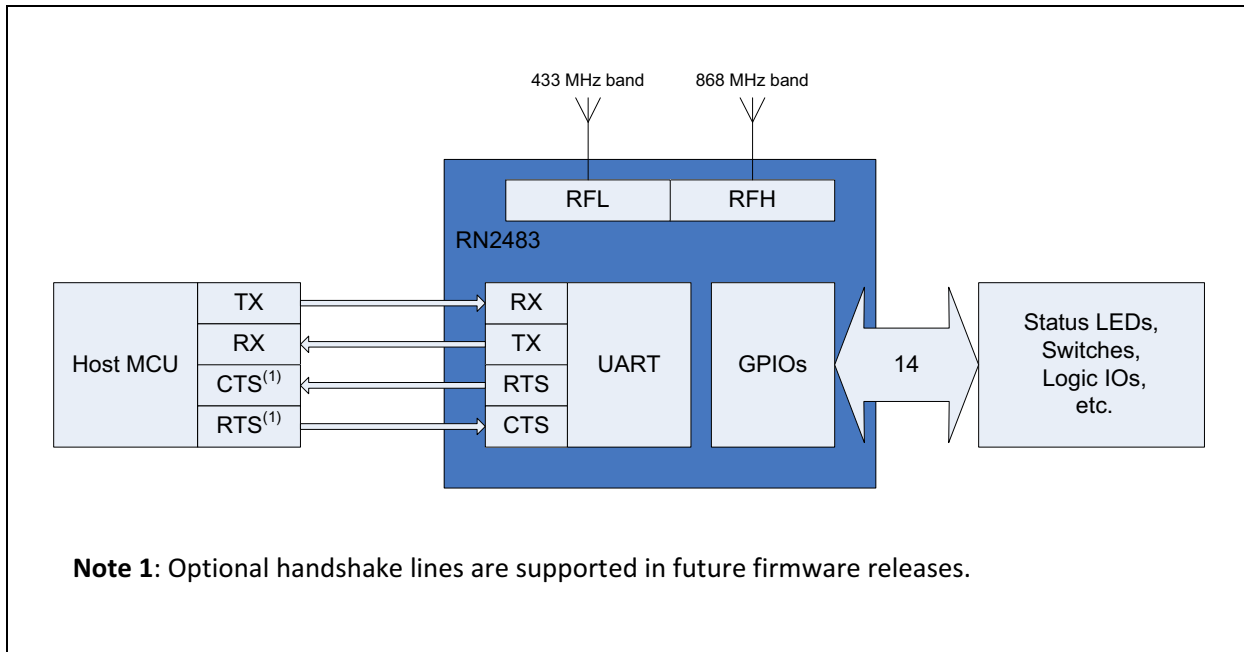 433 MHz band
868 MHz band
RFL
RFH
RN2483
Host MCU
TX
RX
CTS(1)
RTS(1)
RX
TX
RTS
CTS
UART
GPIOs
14
Status LEDs,
Switches,
Logic IOs,
etc.
Note 1: Optional handshake lines are supported in future firmware releases.